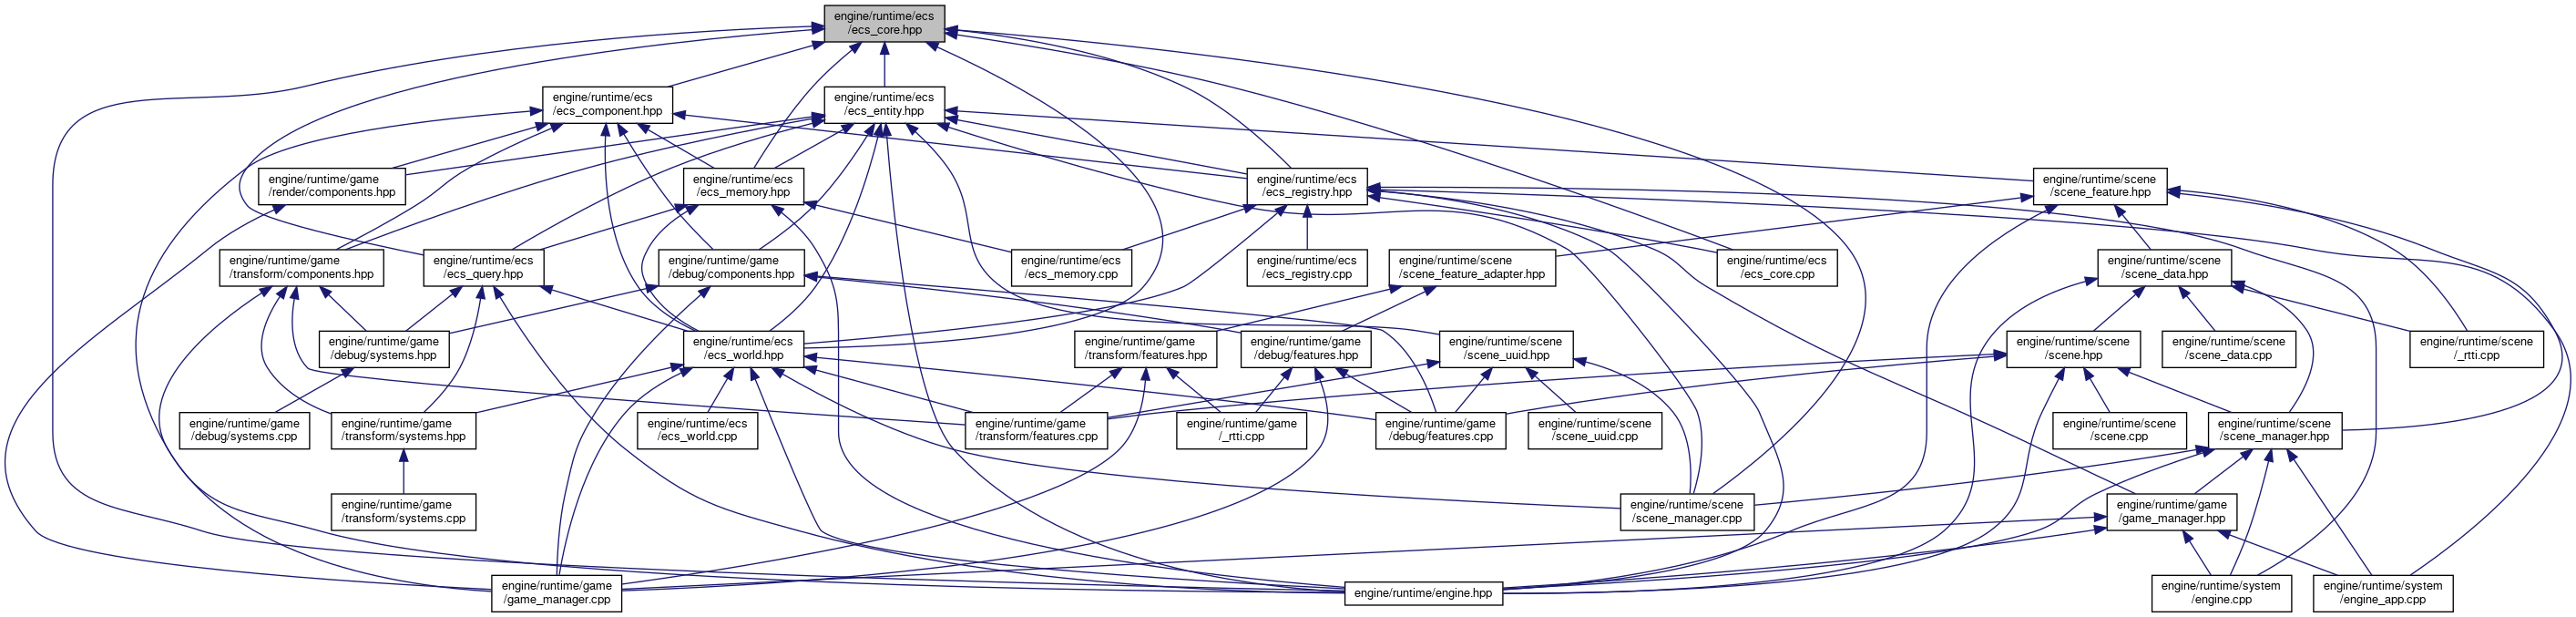 engine/runtime/ecs
/ecs_core.hpp
engine/runtime/ecs
/ecs_component.hpp
engine/runtime/ecs
/ecs_entity.hpp
engine/runtime/game
/render/components.hpp
engine/runtime/ecs
/ecs_memory.hpp
engine/runtime/ecs
/ecs_registry.hpp
engine/runtime/scene
/scene_feature.hpp
engine/runtime/game
/transform/components.hpp
engine/runtime/ecs
/ecs_query.hpp
engine/runtime/game
/debug/components.hpp
engine/runtime/ecs
/ecs_memory.cpp
engine/runtime/ecs
/ecs_registry.cpp
engine/runtime/scene
/scene_feature_adapter.hpp
engine/runtime/ecs
/ecs_core.cpp
engine/runtime/scene
/scene_data.hpp
engine/runtime/game
/debug/systems.hpp
engine/runtime/ecs
/ecs_world.hpp
engine/runtime/game
/transform/features.hpp
engine/runtime/game
/debug/features.hpp
engine/runtime/scene
/scene_uuid.hpp
engine/runtime/scene
/scene.hpp
engine/runtime/scene
/scene_data.cpp
engine/runtime/scene
/_rtti.cpp
engine/runtime/game
/debug/systems.cpp
engine/runtime/game
/transform/systems.hpp
engine/runtime/ecs
/ecs_world.cpp
engine/runtime/game
/transform/features.cpp
engine/runtime/game
/_rtti.cpp
engine/runtime/game
/debug/features.cpp
engine/runtime/scene
/scene_uuid.cpp
engine/runtime/scene
/scene.cpp
engine/runtime/scene
/scene_manager.hpp
engine/runtime/game
/transform/systems.cpp
engine/runtime/scene
/scene_manager.cpp
engine/runtime/game
/game_manager.hpp
engine/runtime/game
/game_manager.cpp
engine/runtime/engine.hpp
engine/runtime/system
/engine.cpp
engine/runtime/system
/engine_app.cpp